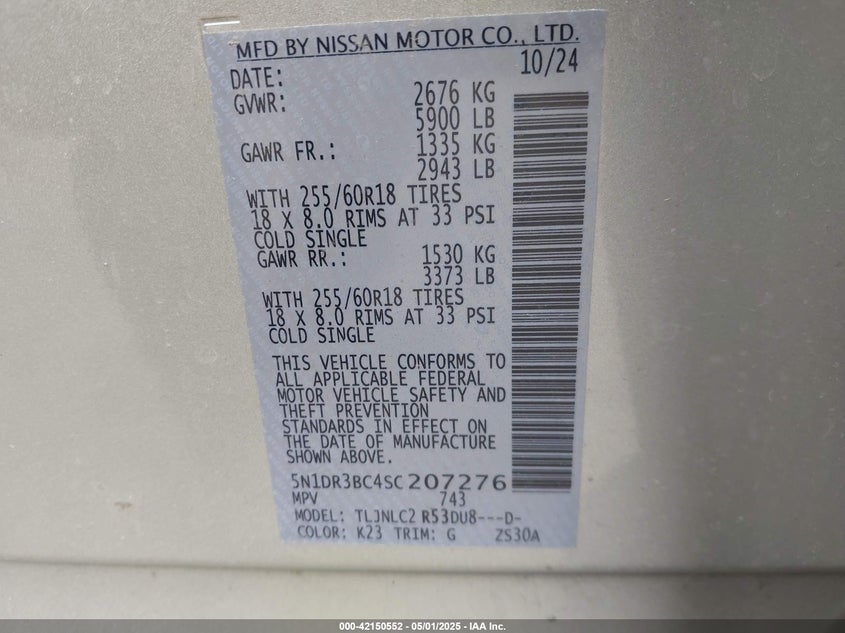 MFD BY NISSAN MOTOR CO., LTD.
DATE: 10/24
GVWR: 2676 KG
5900 LB
GAWR FR.: 1335 KG
2943 LB
WITH 255/60R18 TIRES
18 X 8.0 RIMS AT 33 PSI
COLD SINGLE
GAWR RR.: 1530 KG
3373 LB
WITH 255/60R18 TIRES
18 X 8.0 RIMS AT 33 PSI
COLD SINGLE
THIS VEHICLE CONFORMS TO
ALL APPLICABLE FEDERAL
MOTOR VEHICLE SAFETY AND
THEFT PREVENTION
STANDARDS IN EFFECT ON
THE DATE OF MANUFACTURE
SHOWN ABOVE.
5N1DR3BC4SC207276
MPV 743
MODEL: TLJNLC2 R53DU8---D-
COLOR: K23 TRIM: G ZS30A
000-42150552 - 05/01/2025 - IAA Inc.